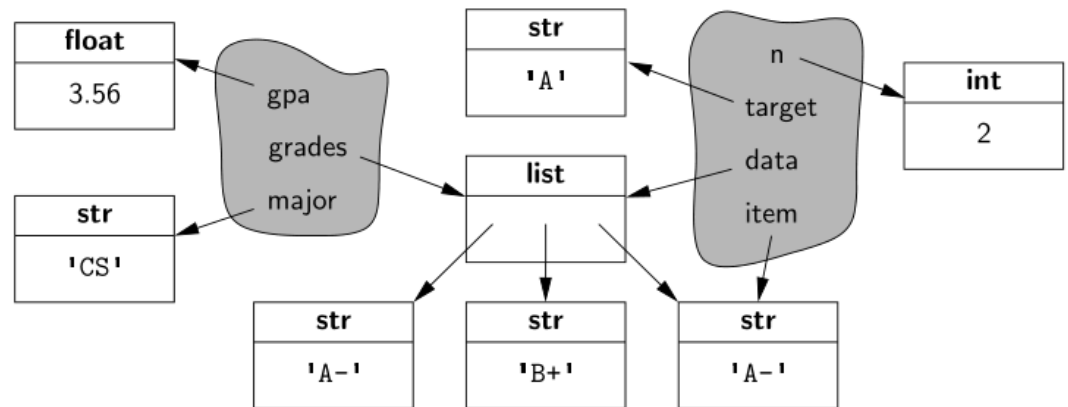 float
3.56
gpa
grades
major
str
'CS'
str
'A'
list
n
target
data
item
int
2
str
'A-'
str
'B+'
str
'A-'